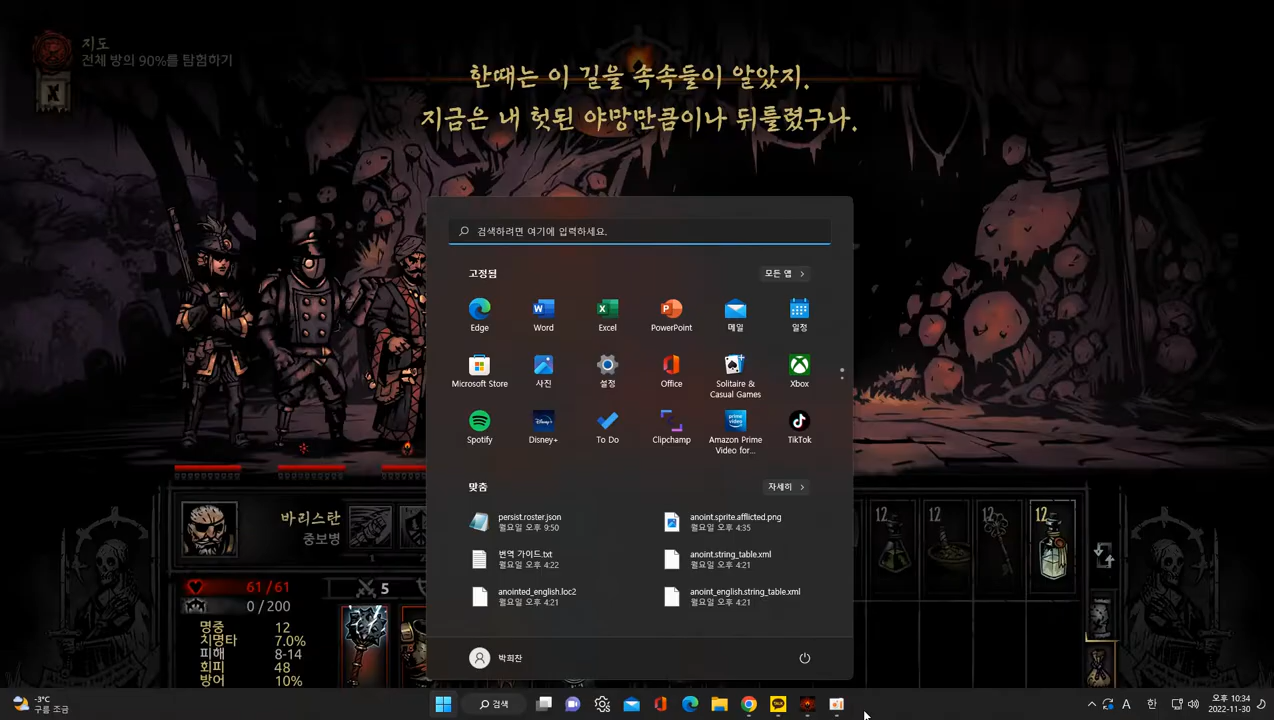 지도
전체 방의 90%를 탐험하기
한때는 이 길을 속속들이 알았지.
지금은 내 헛된 야망만큼이나 뒤틀렸구나.
검색하려면 여기에 입력하세요.
고정됨
모든 앱
Edge
Word
Excel
PowerPoint
메일
일정
Microsoft Store
사진
설정
Office
Solitaire &
Casual Games
Xbox
Spotify
Disney+
To Do
Clipchamp
Amazon Prime
Video for...
TikTok
맞춤
자세히
persist.roster.json
월요일 오후 9:50
anoint.sprite.afflicted.png
월요일 오후 4:35
번역 가이드.txt
월요일 오후 4:22
anoint.string_table.xml
월요일 오후 4:21
anointed_english.loc2
월요일 오후 4:21
anoint_english.string_table.xml
월요일 오후 4:21
박희찬
바리스탄
중보병
61/61
0/200
5
명중 12
치명타 7.0%
피해 8-14
회피 48
방어 10%
12
12
12
12
-3°C
구름 조금
검색
A
한
오후 10:34
2022-11-30